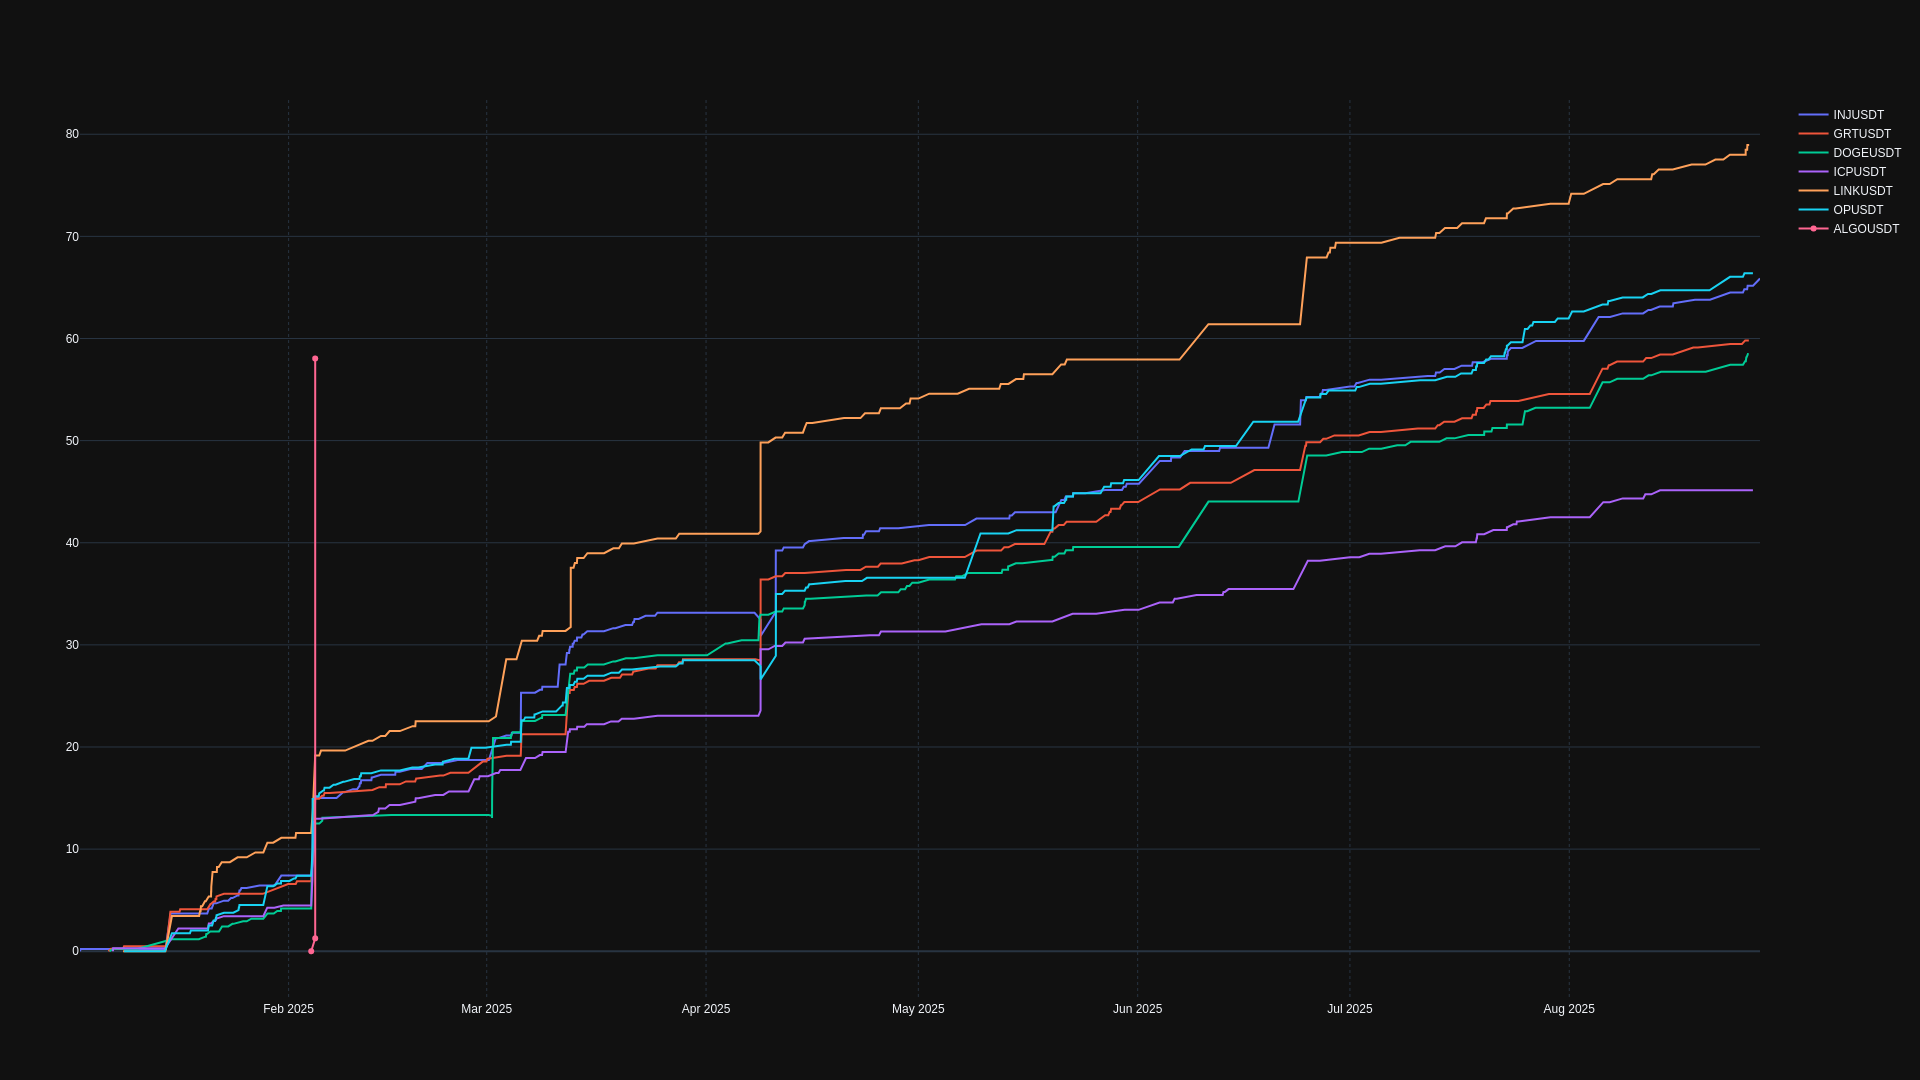 80
70
60
50
40
30
20
10
0
Feb 2025
Mar 2025
Apr 2025
May 2025
Jun 2025
Jul 2025
Aug 2025
INJUSDT
GRTUSDT
DOGEUSDT
ICPUSDT
LINKUSDT
OPUSDT
ALGOUSDT